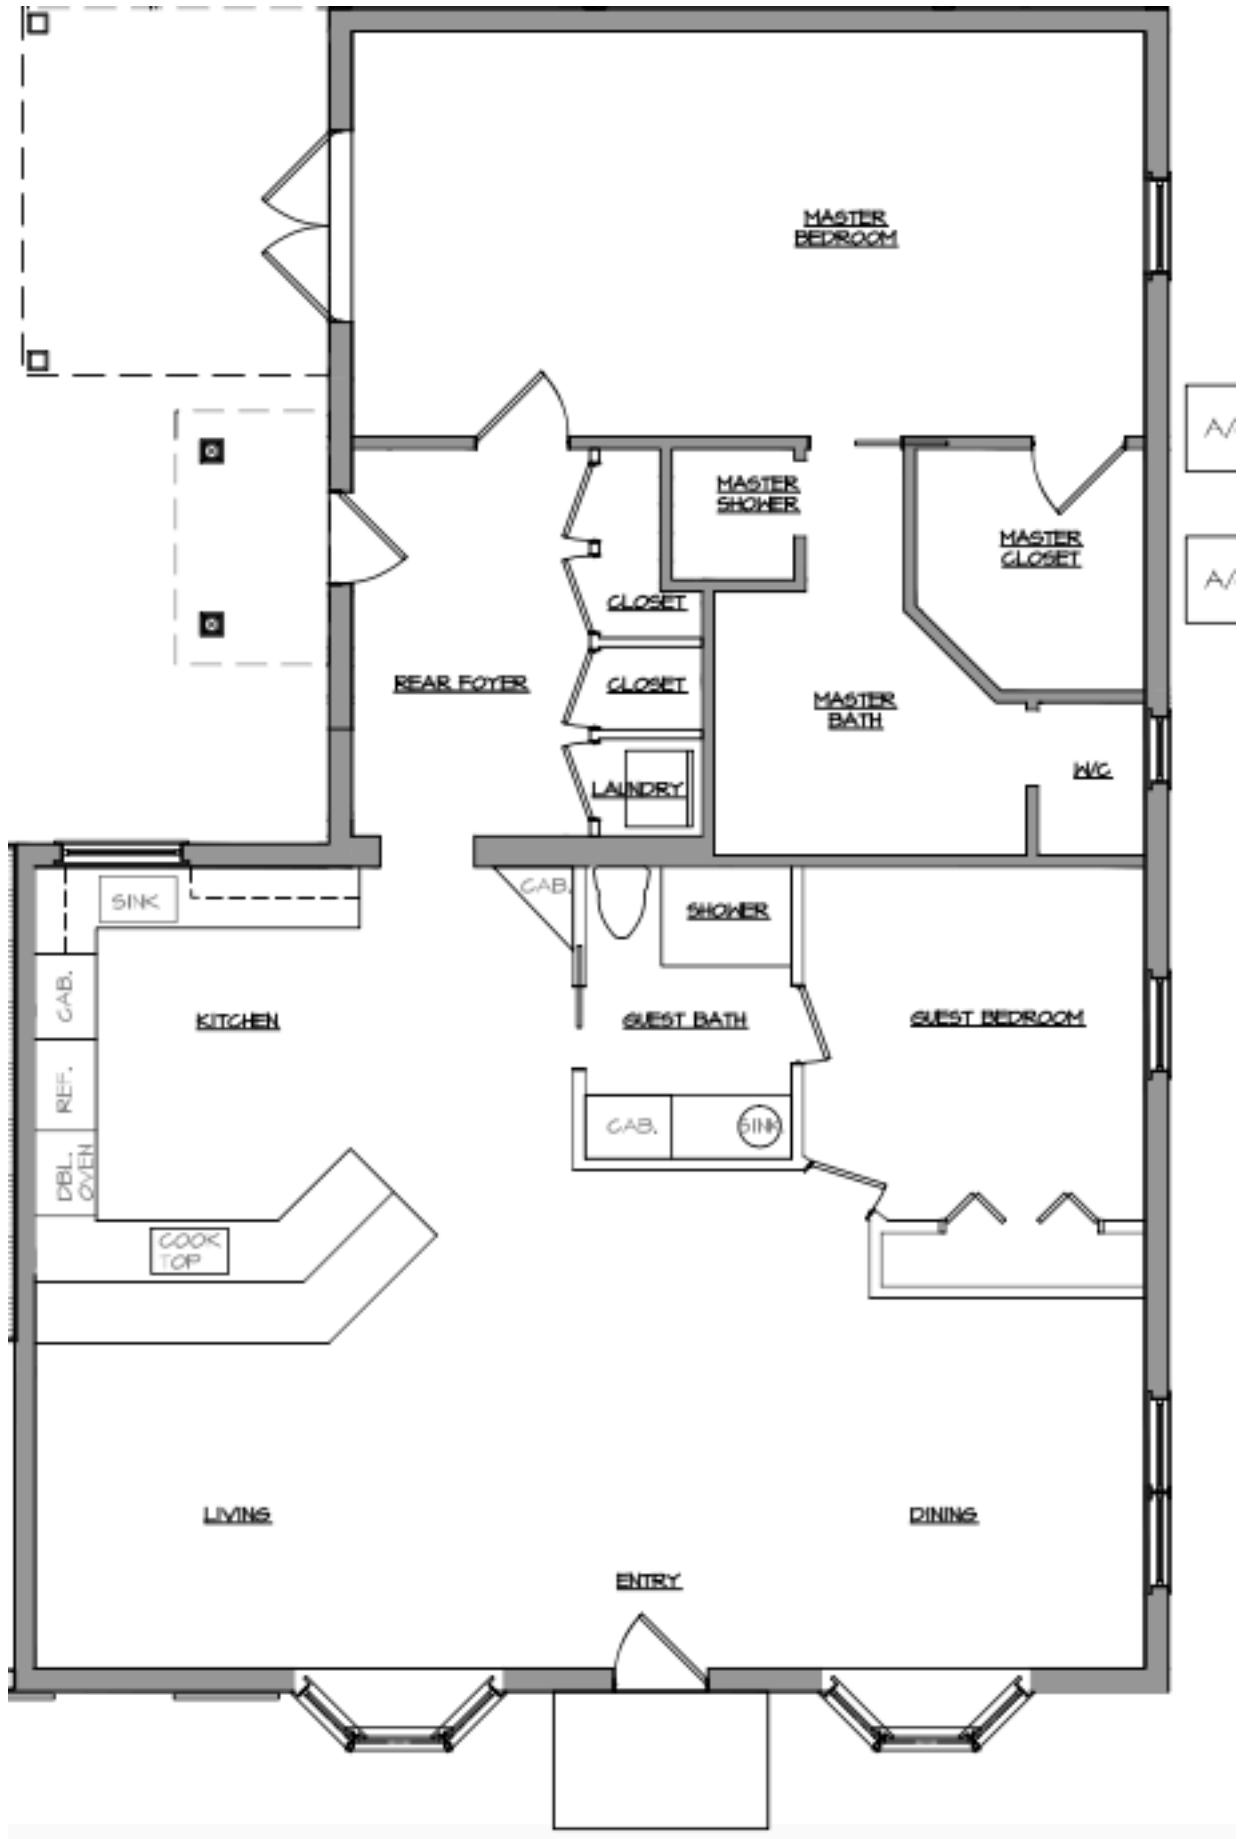 MASTER
BEDROOM
A/
MASTER
SHOWER
MASTER
CLOSET
A/
CLOSET
REAR FOYER
CLOSET
MASTER
BATH
W/C
LAUNDRY
SINK
CAB.
SHOWER
CAB.
KITCHEN
GUEST BATH
GUEST BEDROOM
REF.
CAB.
SINK
DBL.
OVEN
COOK
TOP
LIVING
DINING
ENTRY